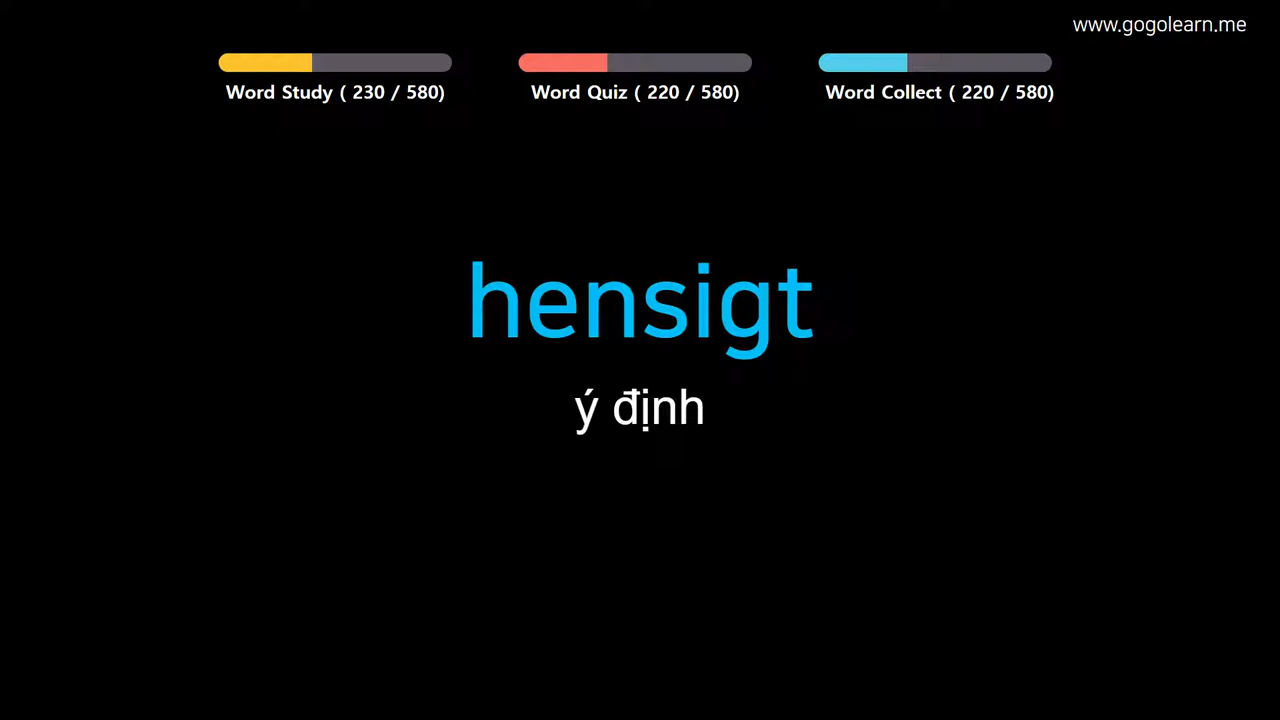 www.gogolearn.me
Word Study ( 230 / 580)
Word Quiz ( 220 / 580)
Word Collect ( 220 / 580)
hensigt
ý định